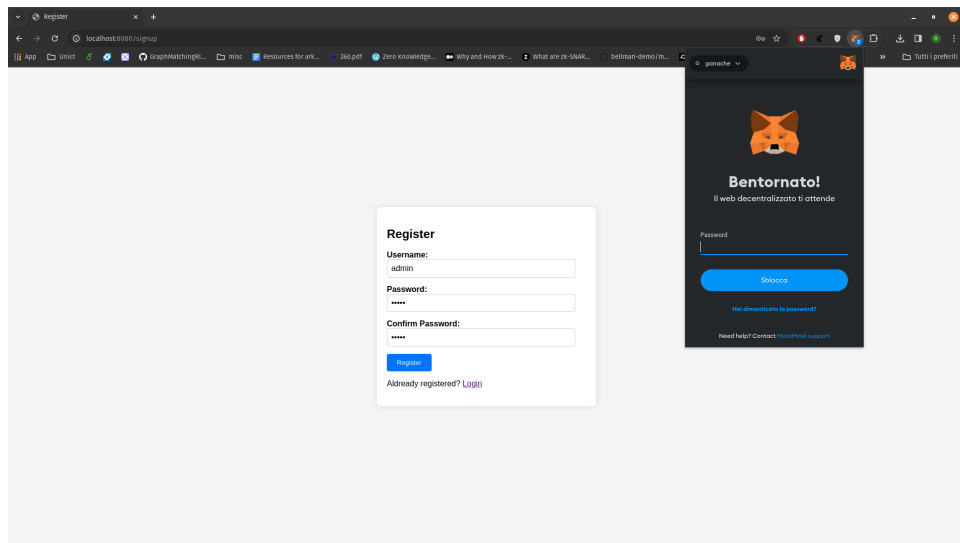 Register
localhost:8080/signup
App Unict GraphMatchingRI... misc Resources for ark... 260.pdf Zero Knowledge... Why and How zk-... What are zk-SNAR... bellman-demo/m... Tutti i preferiti
G ganache
Bentornato!
Il web decentralizzato ti attende
Password
Sblocca
Hai dimenticato la password?
Need help? Contact MetaMask support
Register
Username:
admin
Password:
•••••
Confirm Password:
•••••
Register
Aldready registered? Login